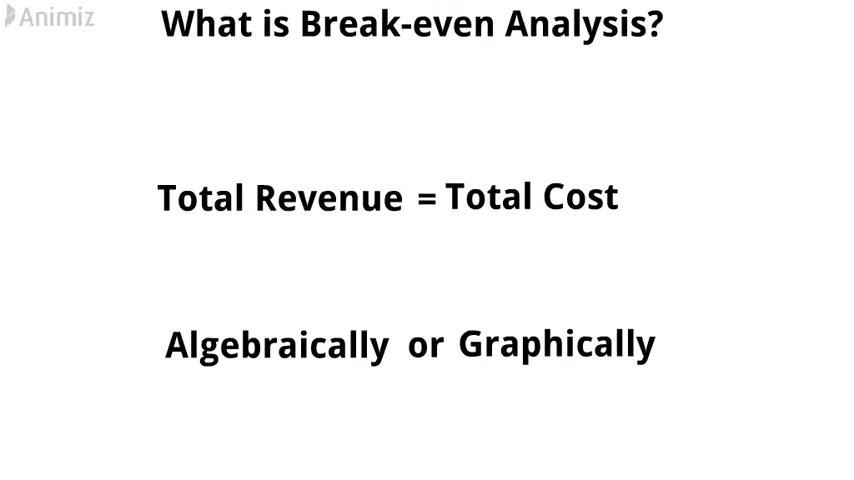 Animiz
What is Break-even Analysis?
Total Revenue = Total Cost
Algebraically or Graphically